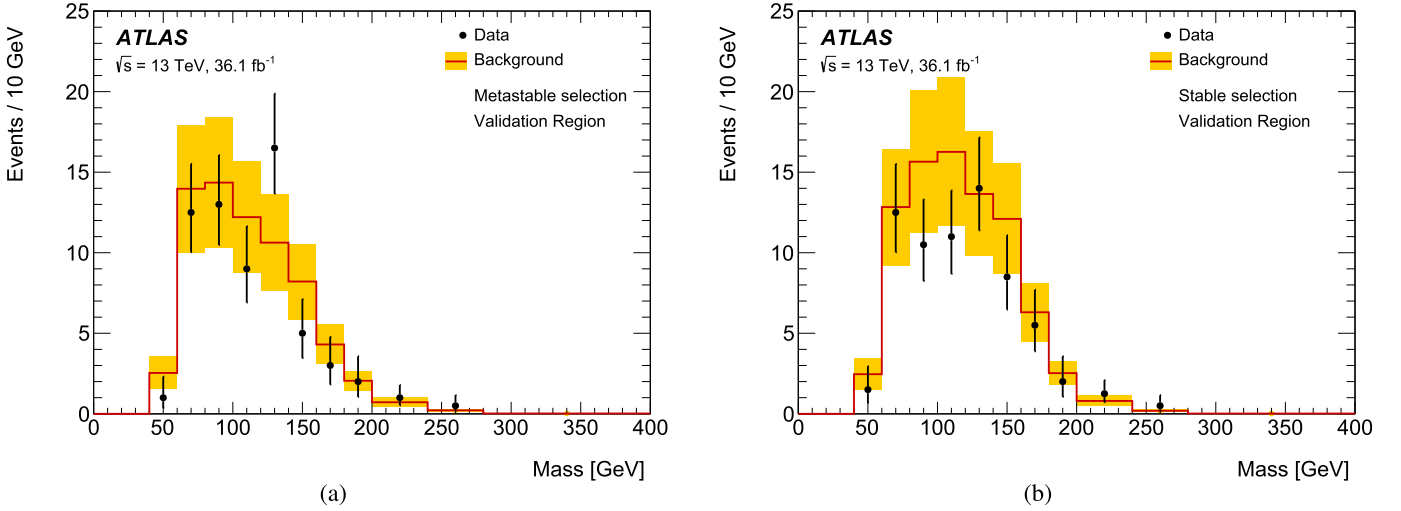 Events / 10 GeV
25
20
15
10
5
0
ATLAS
√s = 13 TeV, 36.1 fb⁻¹
Data
Background
Metastable selection
Validation Region
0 50 100 150 200 250 300 350 400
Mass [GeV]
(a)
Events / 10 GeV
25
20
15
10
5
0
ATLAS
√s = 13 TeV, 36.1 fb⁻¹
Data
Background
Stable selection
Validation Region
0 50 100 150 200 250 300 350 400
Mass [GeV]
(b)